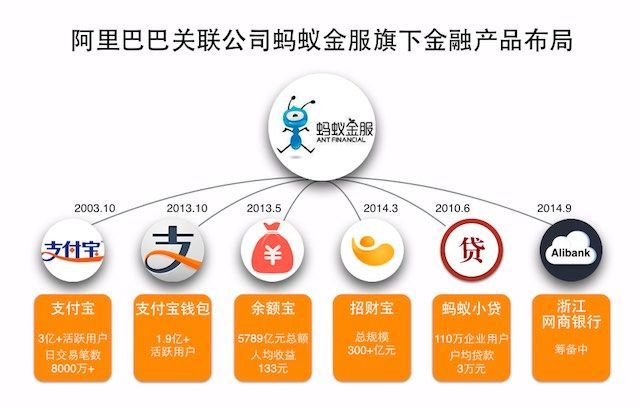 阿里巴巴关联公司蚂蚁金服旗下金融产品布局
蚂蚁金服
ANT FINANCIAL
2003.10
2013.10
2013.5
2014.3
2010.6
2014.9
支付宝
支
¥
贷
Alibank
支付宝
3亿+活跃用户
日交易笔数
8000万+
支付宝钱包
1.9亿+
活跃用户
余额宝
5789亿元总额
人均收益
133元
招财宝
总规模
300+亿元
蚂蚁小贷
110万企业用户
户均贷款
3万元
浙江
网商银行
筹备中